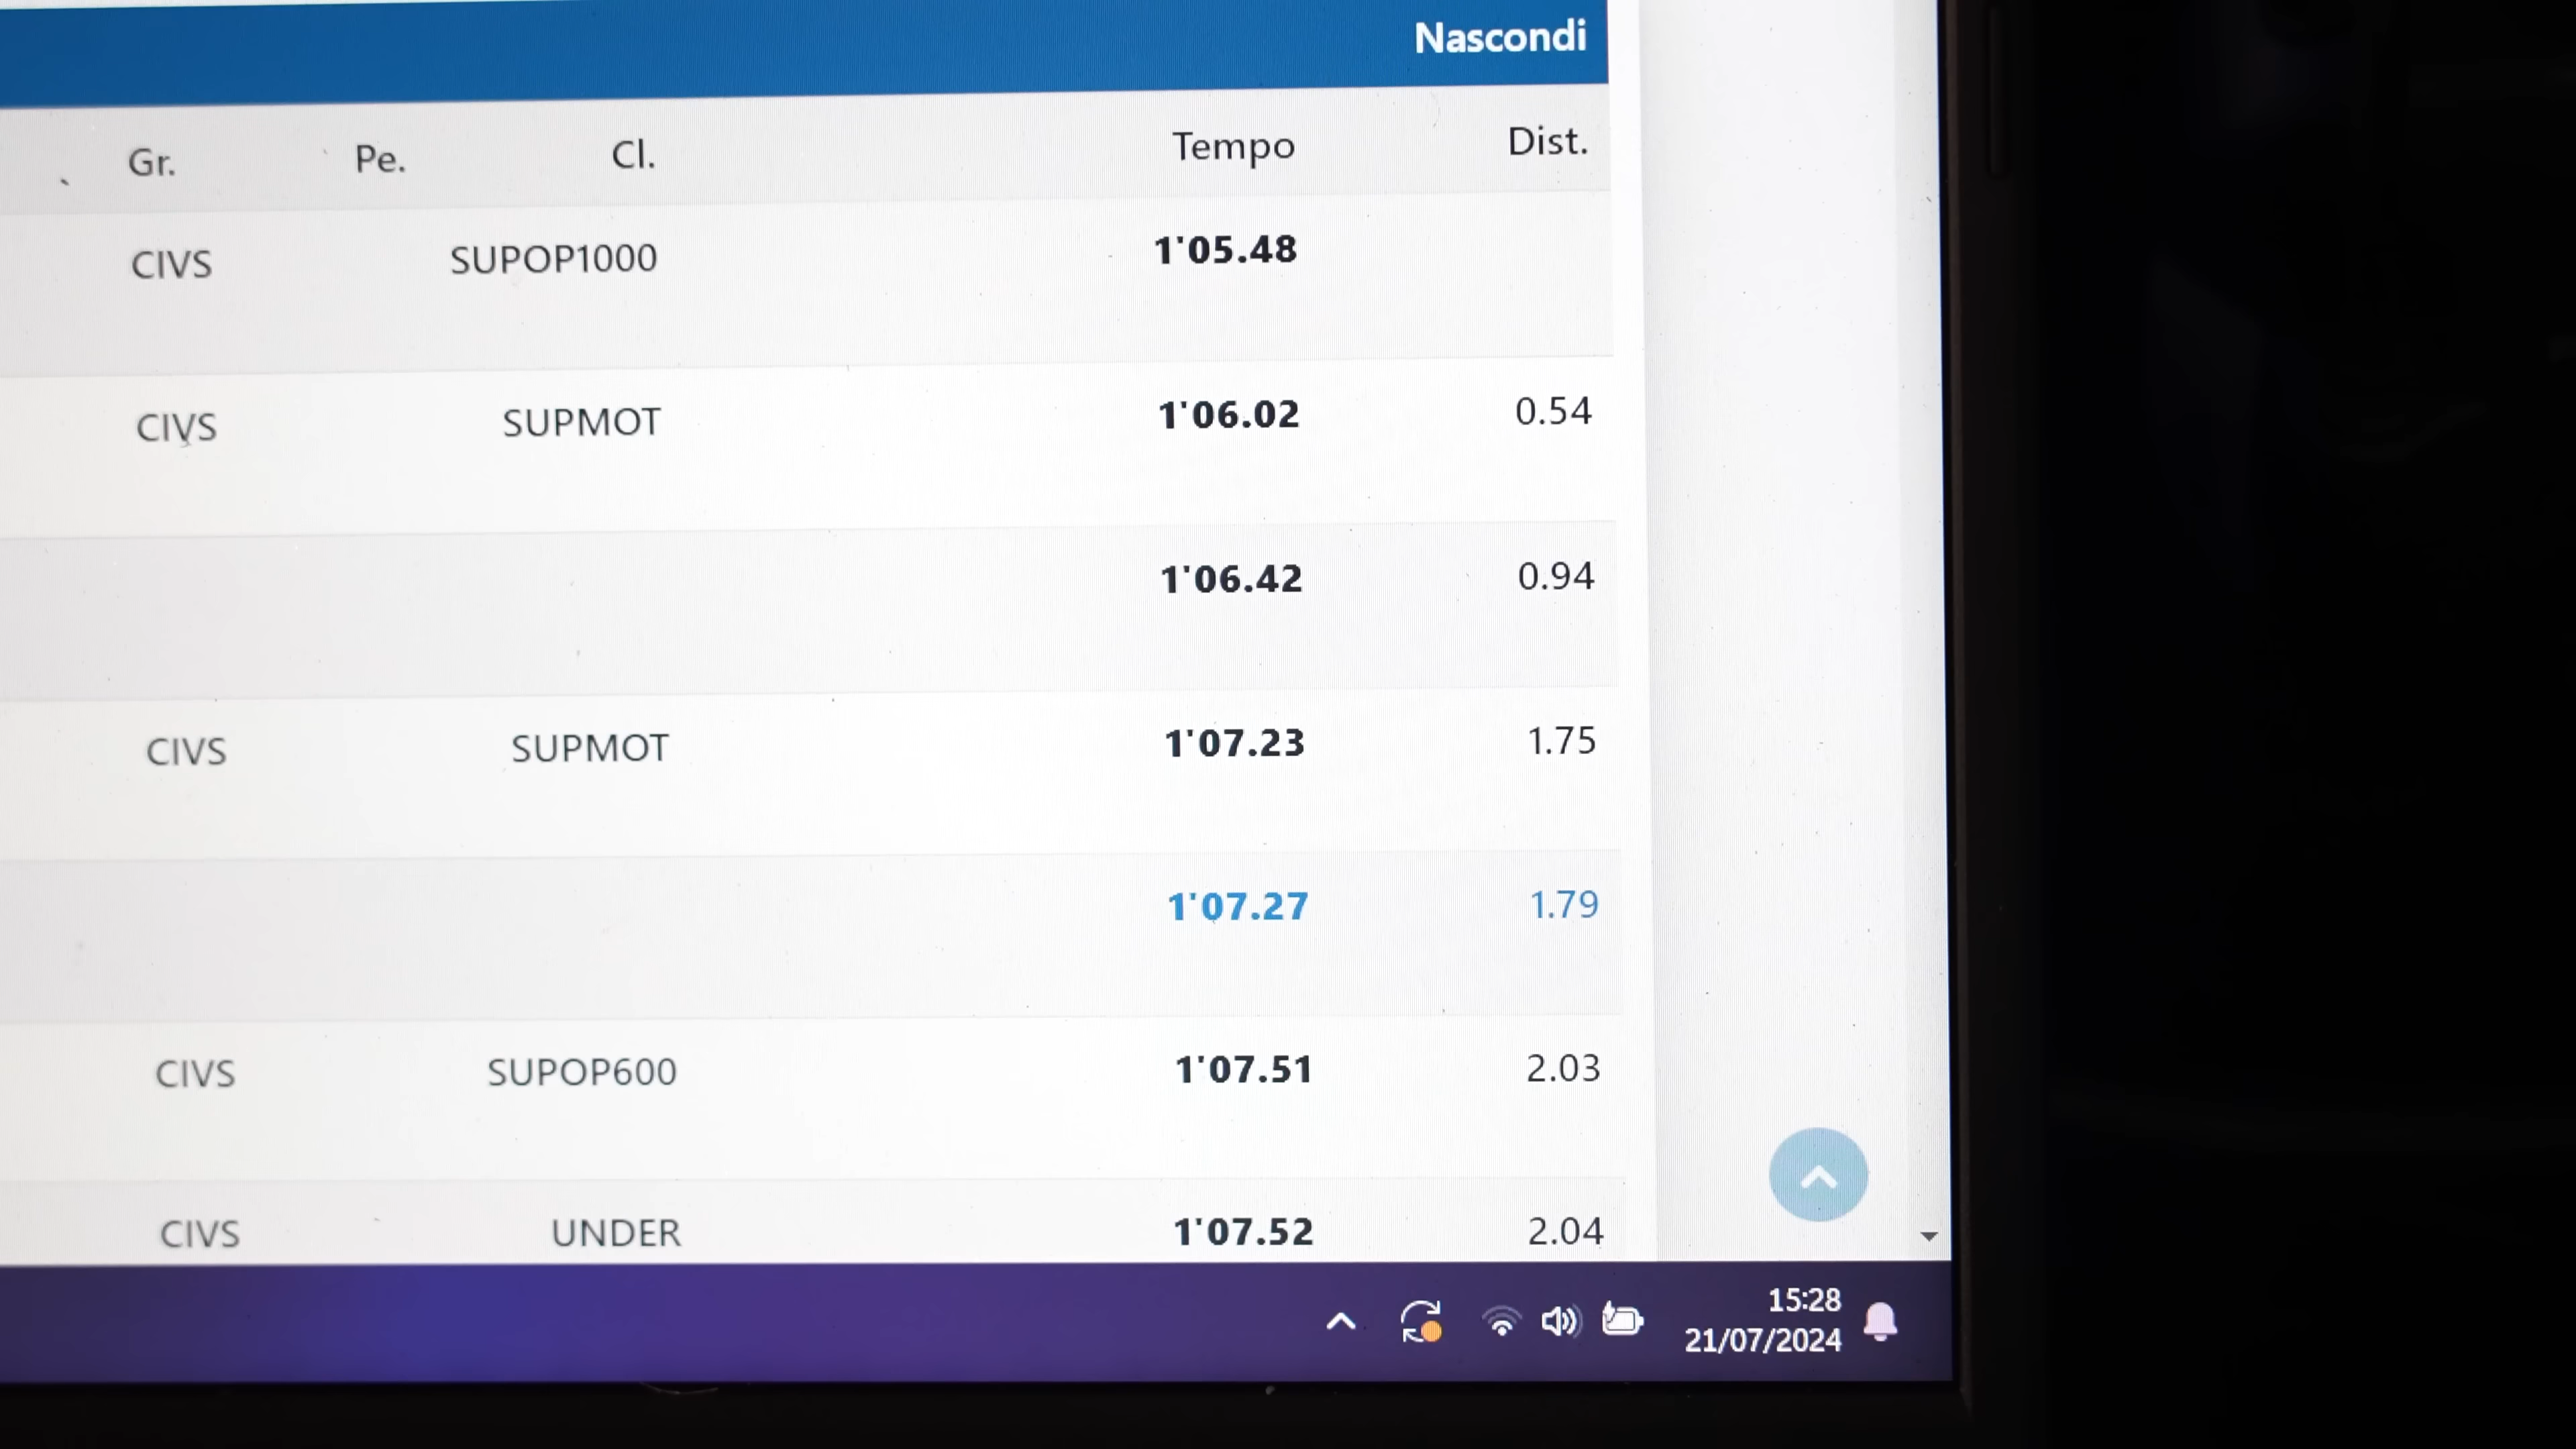 Nascondi
Gr. Pe. Cl. Tempo Dist.
CIVS SUPOP1000 1'05.48
CIVS SUPMOT 1'06.02 0.54
1'06.42 0.94
CIVS SUPMOT 1'07.23 1.75
1'07.27 1.79
CIVS SUPOP600 1'07.51 2.03
CIVS UNDER 1'07.52 2.04
15:28
21/07/2024